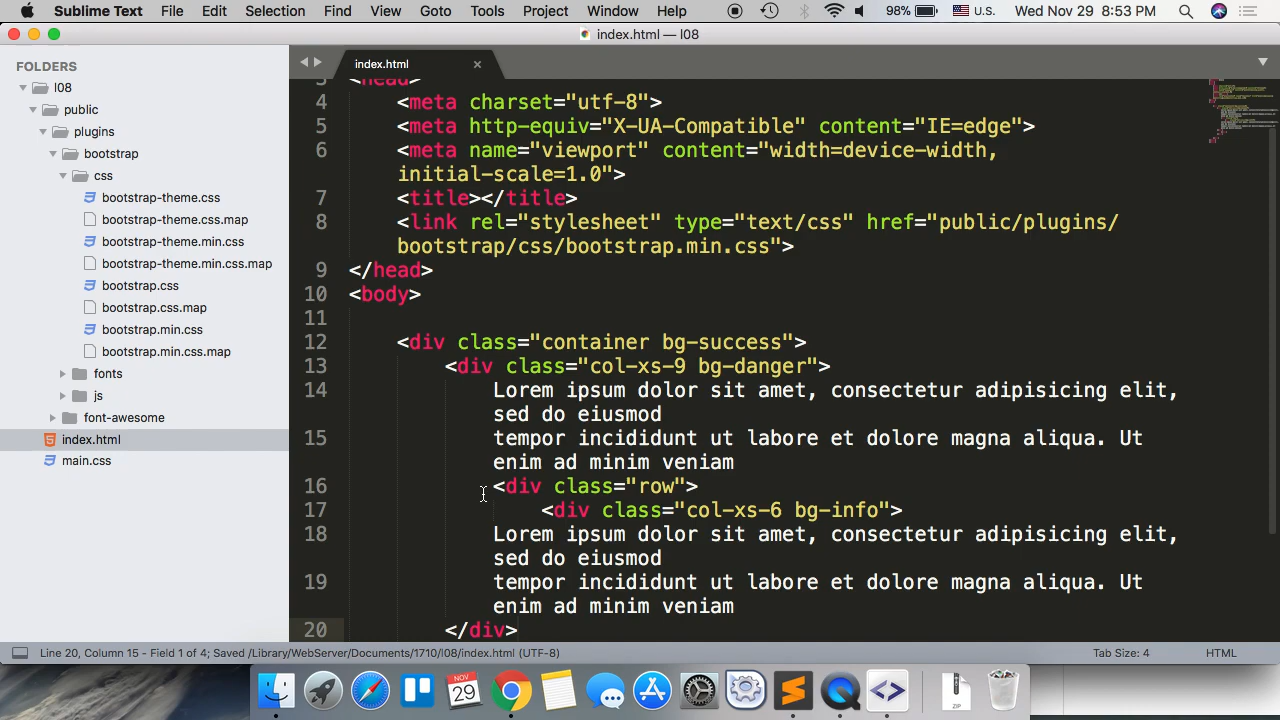 Sublime Text File Edit Selection Find View Goto Tools Project Window Help 98% U.S. Wed Nov 29 8:53 PM
index.html — l08
FOLDERS
l08
public
plugins
bootstrap
css
bootstrap-theme.css
bootstrap-theme.css.map
bootstrap-theme.min.css
bootstrap-theme.min.css.map
bootstrap.css
bootstrap.css.map
bootstrap.min.css
bootstrap.min.css.map
fonts
js
font-awesome
index.html
main.css
index.html
3 <head>
4 <meta charset="utf-8">
5 <meta http-equiv="X-UA-Compatible" content="IE=edge">
6 <meta name="viewport" content="width=device-width,
initial-scale=1.0">
7 <title></title>
8 <link rel="stylesheet" type="text/css" href="public/plugins/
bootstrap/css/bootstrap.min.css">
9 </head>
10 <body>
11
12 <div class="container bg-success">
13 <div class="col-xs-9 bg-danger">
14 Lorem ipsum dolor sit amet, consectetur adipisicing elit,
sed do eiusmod
15 tempor incididunt ut labore et dolore magna aliqua. Ut
enim ad minim veniam
16 <div class="row">
17 <div class="col-xs-6 bg-info">
18 Lorem ipsum dolor sit amet, consectetur adipisicing elit,
sed do eiusmod
19 tempor incididunt ut labore et dolore magna aliqua. Ut
enim ad minim veniam
20 </div>
Line 20, Column 15 - Field 1 of 4; Saved /Library/WebServer/Documents/1710/l08/index.html (UTF-8) Tab Size: 4 HTML
NOV
29
ZIP